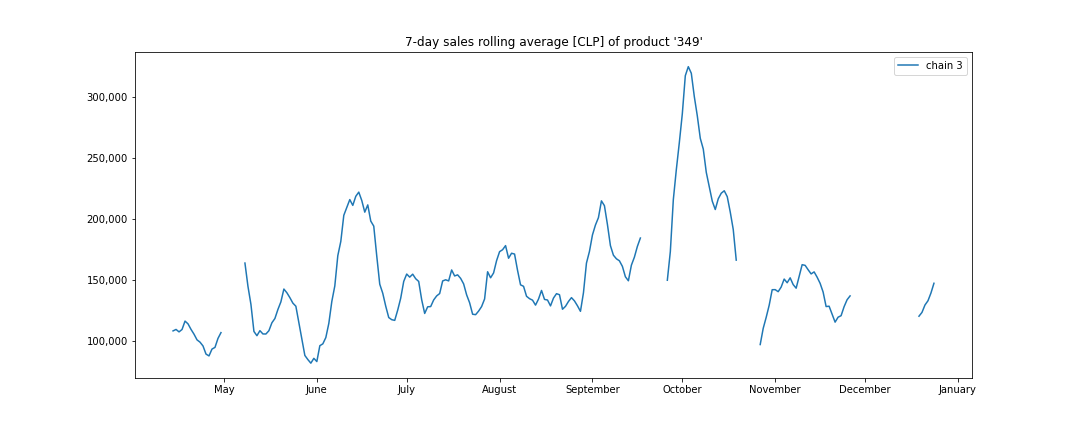 7-day sales rolling average [CLP] of product '349'
chain 3
300,000
250,000
200,000
150,000
100,000
May June July August September October November December January